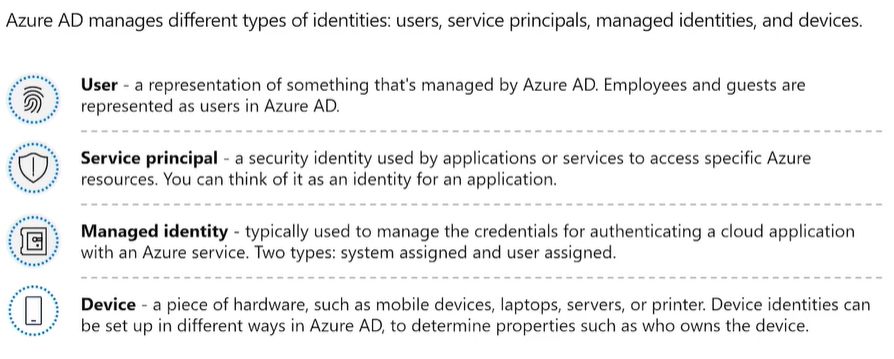 Azure AD manages different types of identities: users, service principals, managed identities, and devices.
User - a representation of something that's managed by Azure AD. Employees and guests are
represented as users in Azure AD.
Service principal - a security identity used by applications or services to access specific Azure
resources. You can think of it as an identity for an application.
Managed identity - typically used to manage the credentials for authenticating a cloud application
with an Azure service. Two types: system assigned and user assigned.
Device - a piece of hardware, such as mobile devices, laptops, servers, or printer. Device identities can
be set up in different ways in Azure AD, to determine properties such as who owns the device.